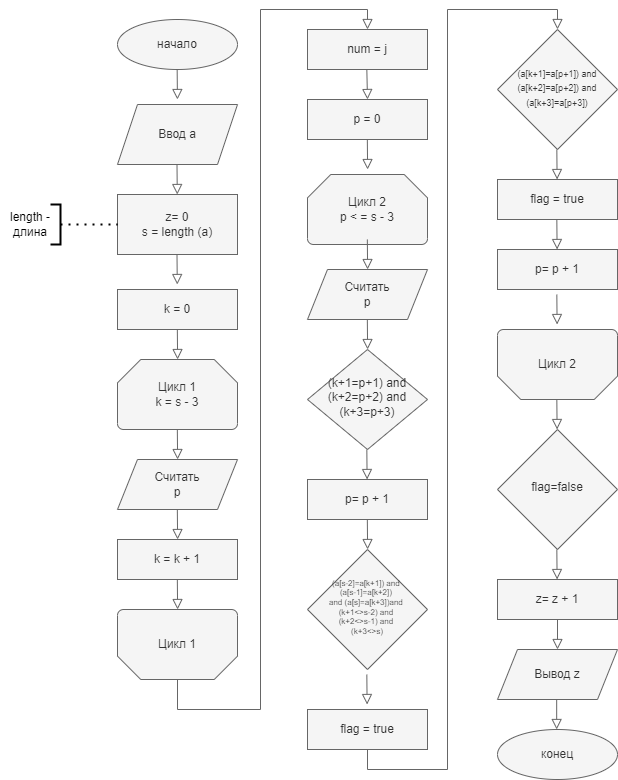 начало
Ввод a
length -
длина
z= 0
s = length (a)
k = 0
Цикл 1
k = s - 3
Считать
p
k = k + 1
Цикл 1
num = j
p = 0
Цикл 2
p < = s - 3
Считать
p
(k+1=p+1) and
(k+2=p+2) and
(k+3=p+3)
p= p + 1
(a[s-2]=a[k+1]) and
(a[s-1]=a[k+2])
and (a[s]=a[k+3])and
(k+1<>s-2) and
(k+2<>s-1) and
(k+3<>s)
flag = true
(a[k+1]=a[p+1]) and
(a[k+2]=a[p+2]) and
(a[k+3]=a[p+3])
flag = true
p= p + 1
Цикл 2
flag=false
z= z + 1
Вывод z
конец